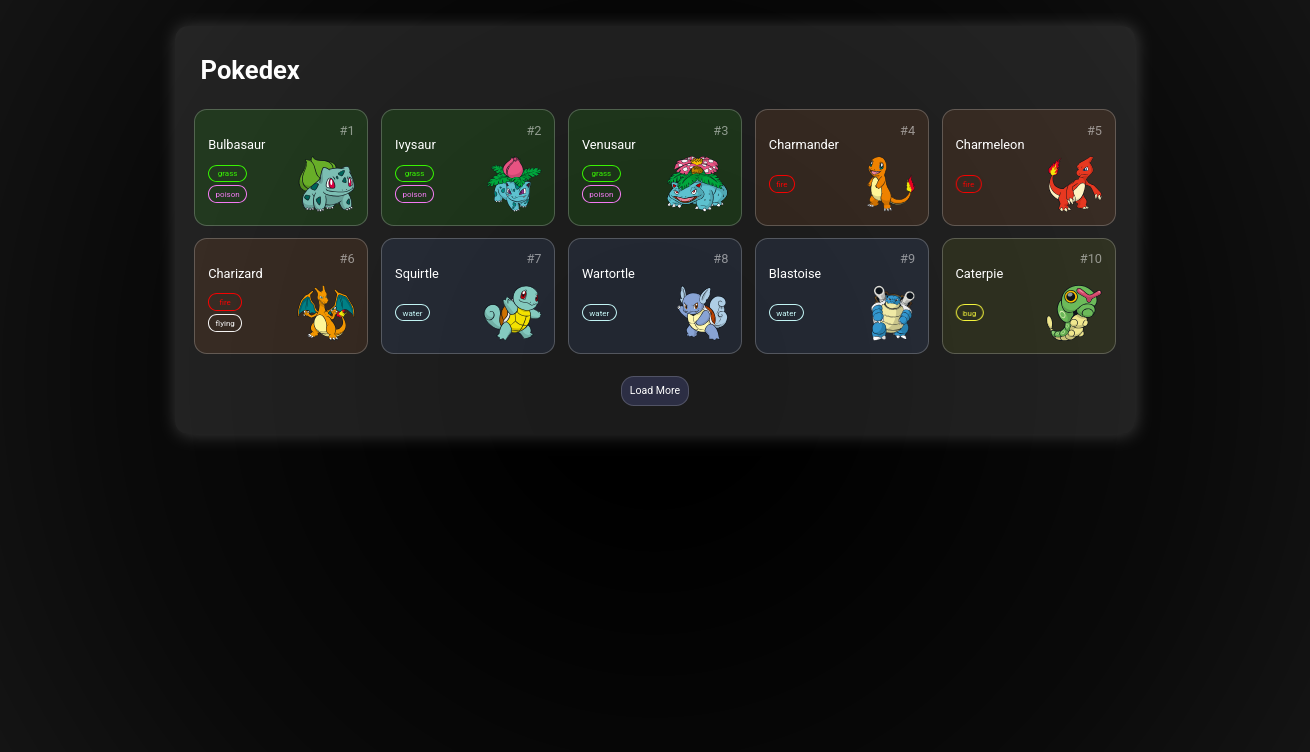 Pokedex
#1
Bulbasaur
grass
poison
#2
Ivysaur
grass
poison
#3
Venusaur
grass
poison
#4
Charmander
fire
#5
Charmeleon
fire
#6
Charizard
fire
flying
#7
Squirtle
water
#8
Wartortle
water
#9
Blastoise
water
#10
Caterpie
bug
Load More